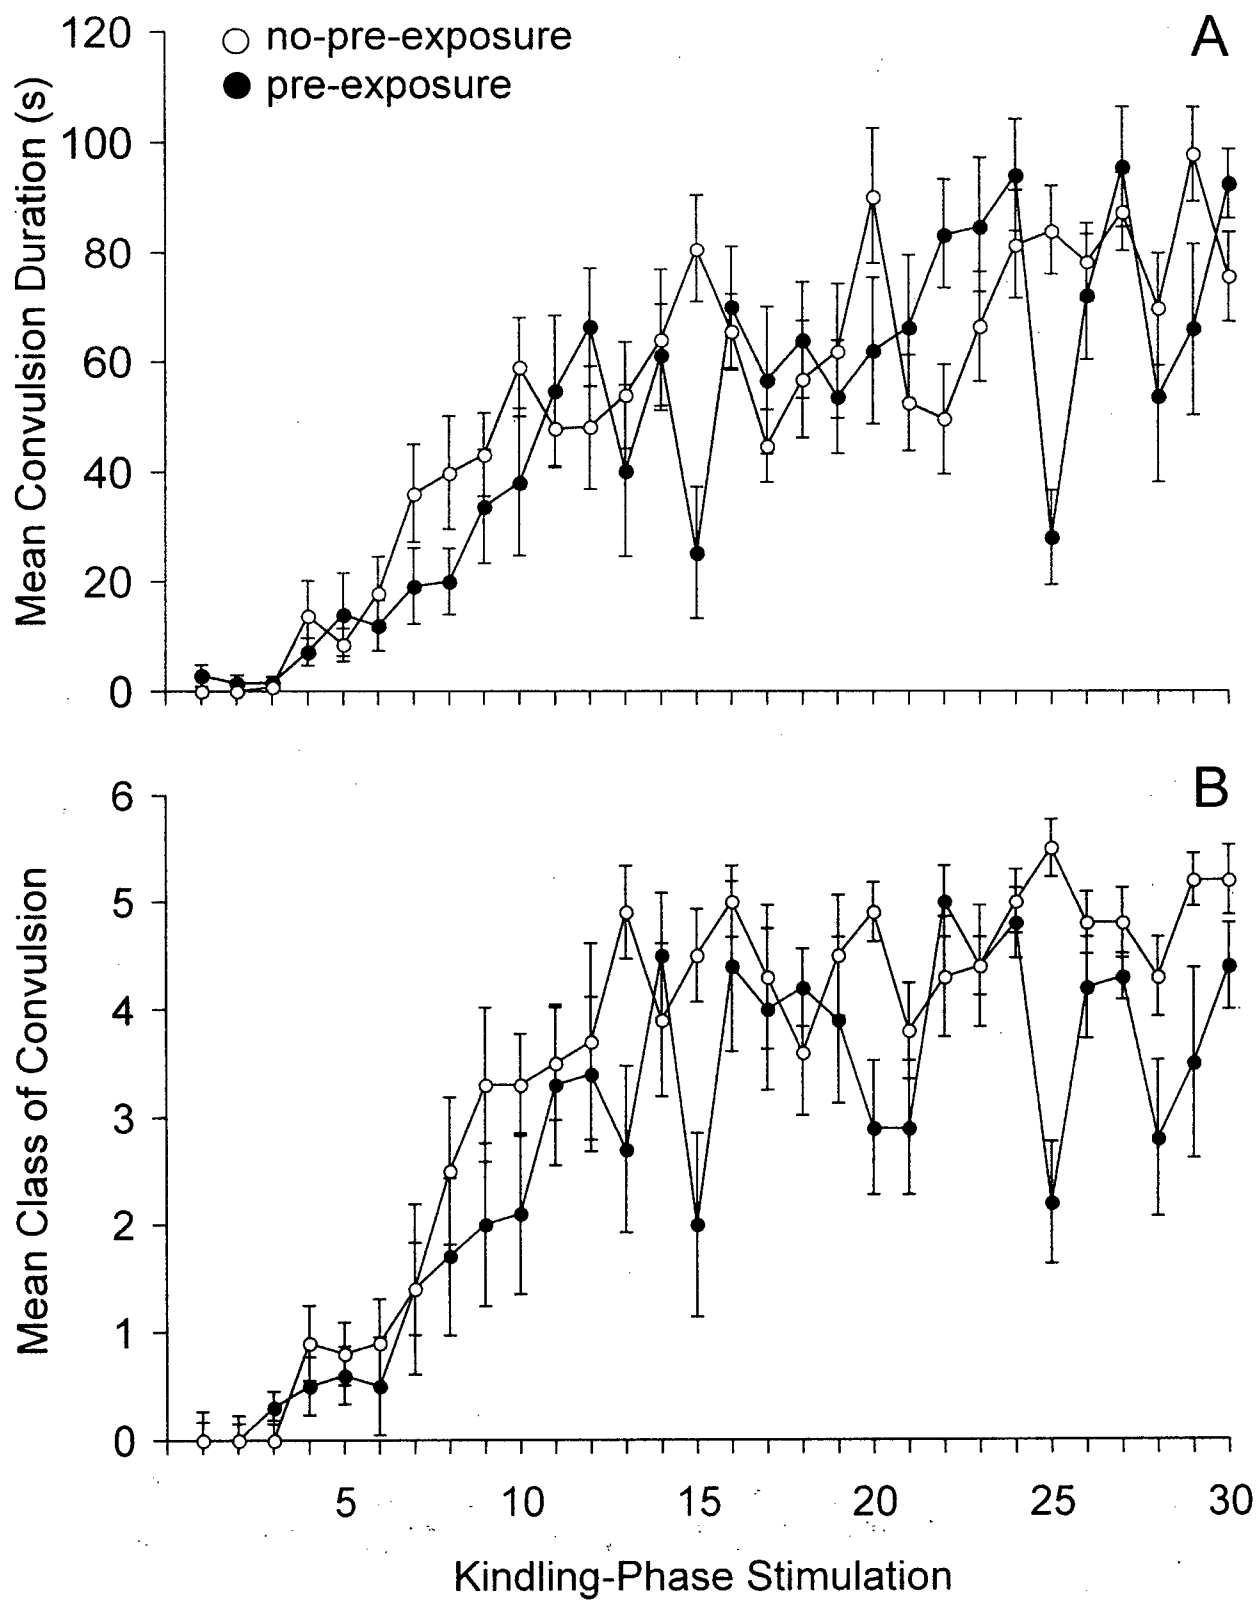 A
no-pre-exposure
pre-exposure
Mean Convulsion Duration (s)
120
100
80
60
40
20
0
B
Mean Class of Convulsion
6
5
4
3
2
1
0
5 10 15 20 25 30
Kindling-Phase Stimulation